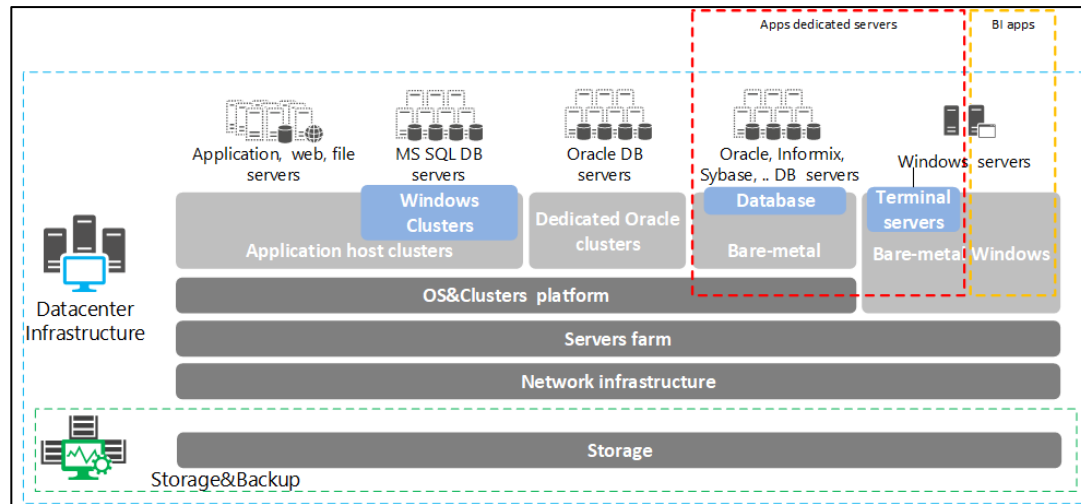 Apps dedicated servers
BI apps
Application, web, file
servers
MS SQL DB
servers
Oracle DB
servers
Oracle, Informix,
Sybase, .. DB servers
Windows servers
Windows
Clusters
Application host clusters
Dedicated Oracle
clusters
Database
Bare-metal
Terminal
servers
Bare-metal Windows
OS&Clusters platform
Datacenter
Infrastructure
Servers farm
Network infrastructure
Storage
Storage&Backup